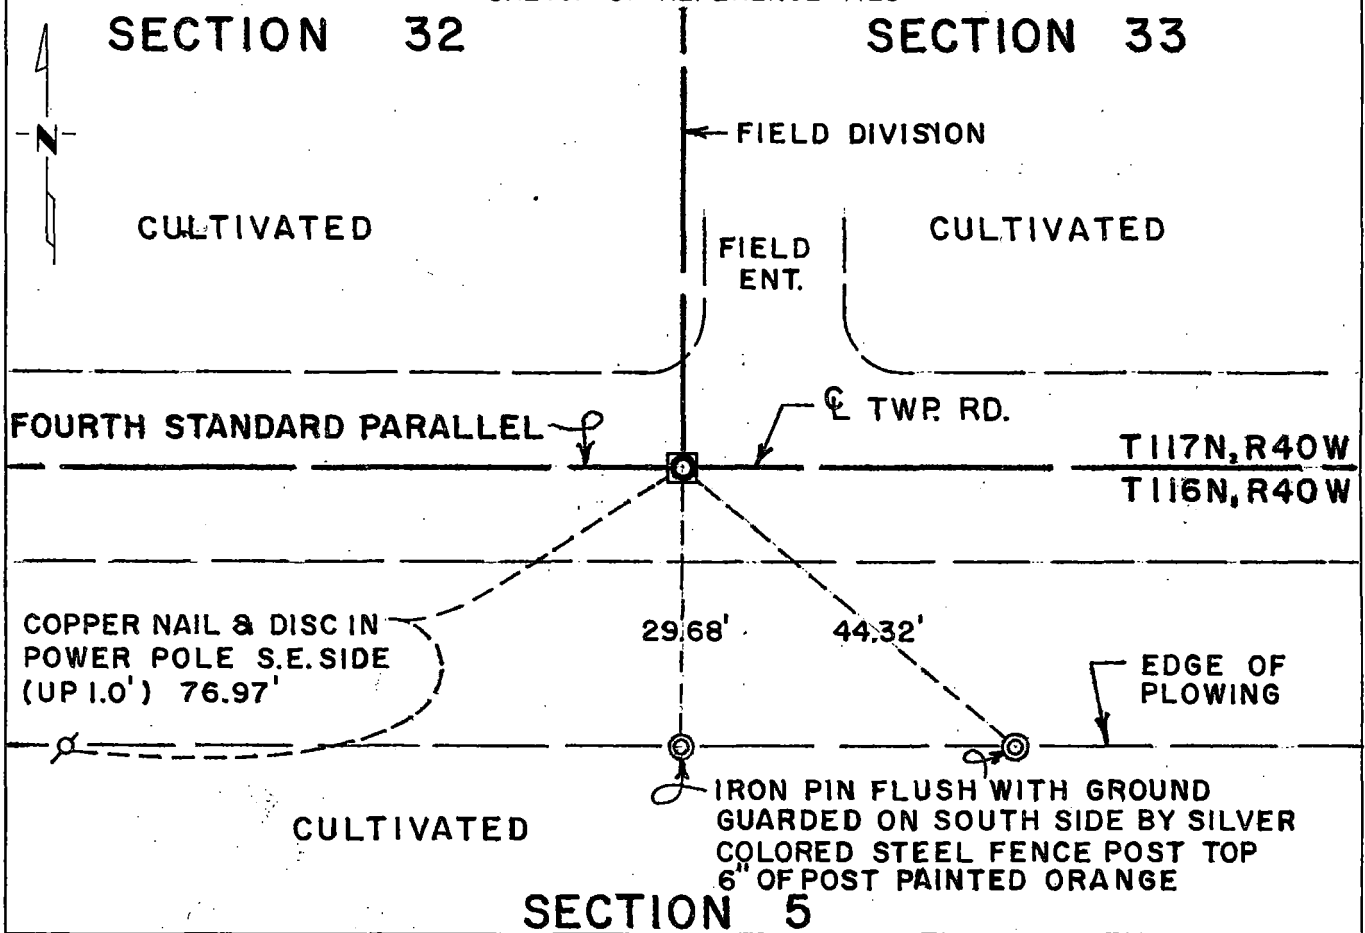 SECTION 32
SECTION 33
N
FIELD DIVISION
CULTIVATED
CULTIVATED
FIELD
ENT.
℄ TWP. RD.
FOURTH STANDARD PARALLEL
T117N, R40W
T116N, R40W
COPPER NAIL & DISC IN
POWER POLE S.E. SIDE
(UP 1.0') 76.97'
29.68'
44.32'
EDGE OF
PLOWING
IRON PIN FLUSH WITH GROUND
GUARDED ON SOUTH SIDE BY SILVER
COLORED STEEL FENCE POST TOP
6" OF POST PAINTED ORANGE
CULTIVATED
SECTION 5